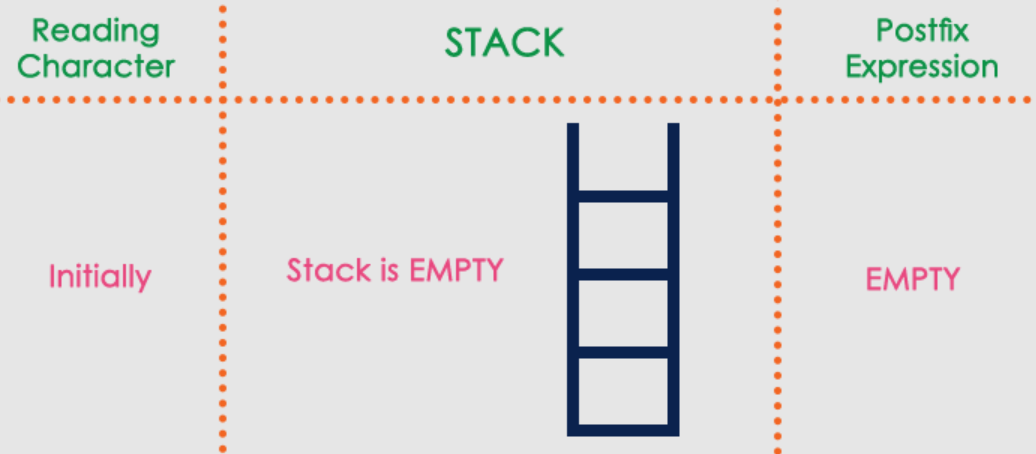 Reading
Character
STACK
Postfix
Expression
Initially
Stack is EMPTY
EMPTY